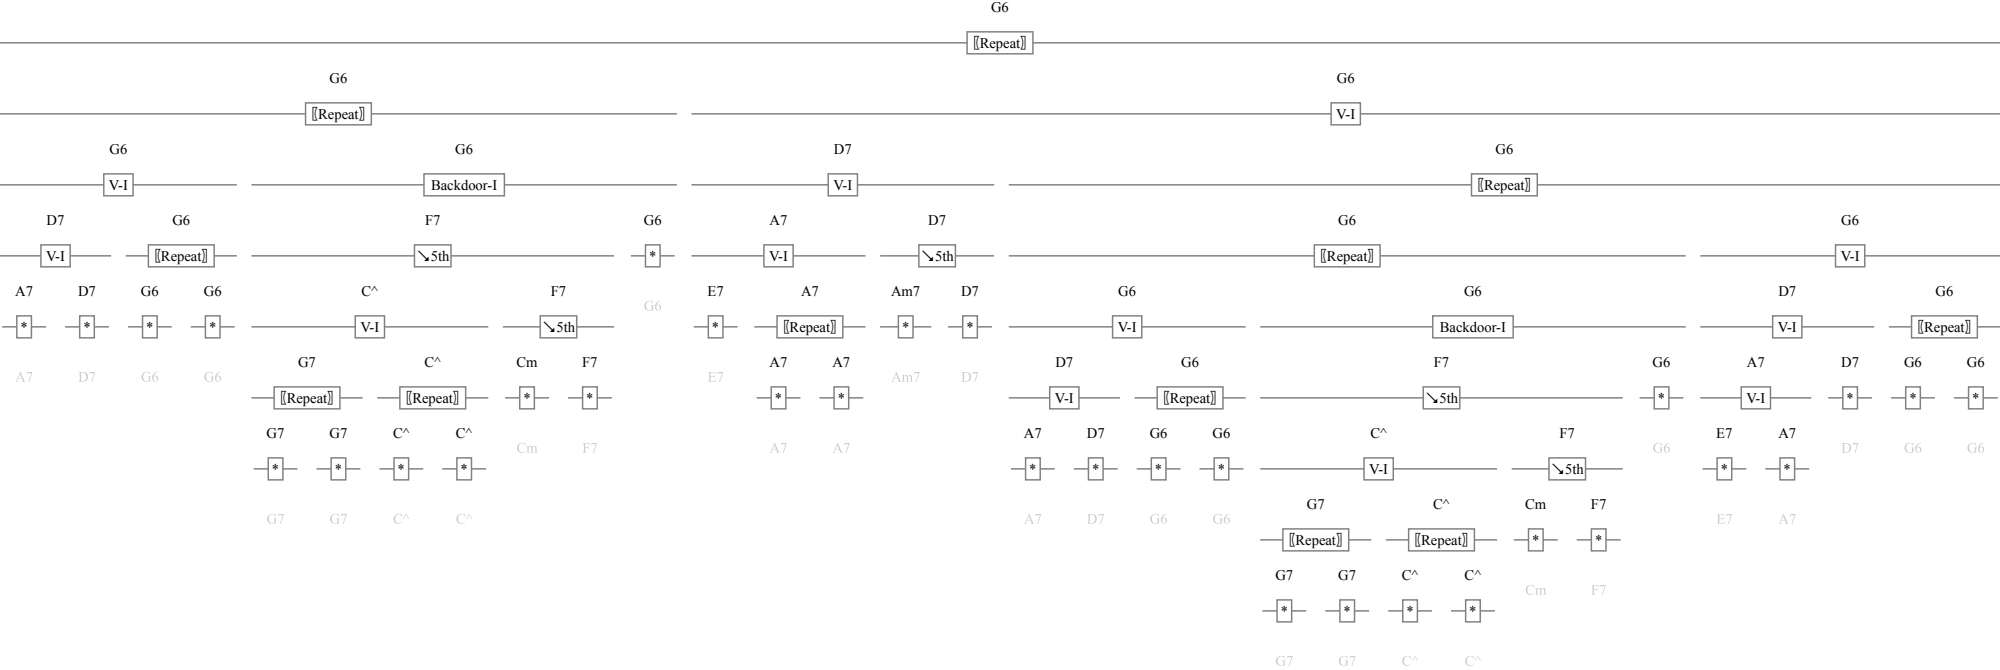 G6
⟦Repeat⟧
G6 G6
⟦Repeat⟧ V-I
G6 G6 D7 G6
V-I Backdoor-I V-I ⟦Repeat⟧
D7 G6 F7 G6 A7 D7 G6 G6
V-I ⟦Repeat⟧ ↘5th * V-I ↘5th ⟦Repeat⟧ V-I
A7 D7 G6 G6 C^ F7 G6 E7 A7 Am7 D7 G6 G6 D7 G6
* * * * V-I ↘5th * ⟦Repeat⟧ * * V-I Backdoor-I V-I ⟦Repeat⟧
A7 D7 G6 G6 G7 C^ Cm F7 E7 A7 A7 Am7 D7 D7 G6 F7 G6 A7 D7 G6 G6
⟦Repeat⟧ ⟦Repeat⟧ * * * * V-I ⟦Repeat⟧ ↘5th * V-I * * *
G7 G7 C^ C^ Cm F7 A7 A7 A7 D7 G6 G6 C^ F7 G6 E7 A7 D7 G6 G6
* * * * * * * * V-I ↘5th * *
G7 G7 C^ C^ A7 D7 G6 G6 G7 C^ Cm F7 E7 A7
⟦Repeat⟧ ⟦Repeat⟧ * *
G7 G7 C^ C^ Cm F7
* * * *
G7 G7 C^ C^